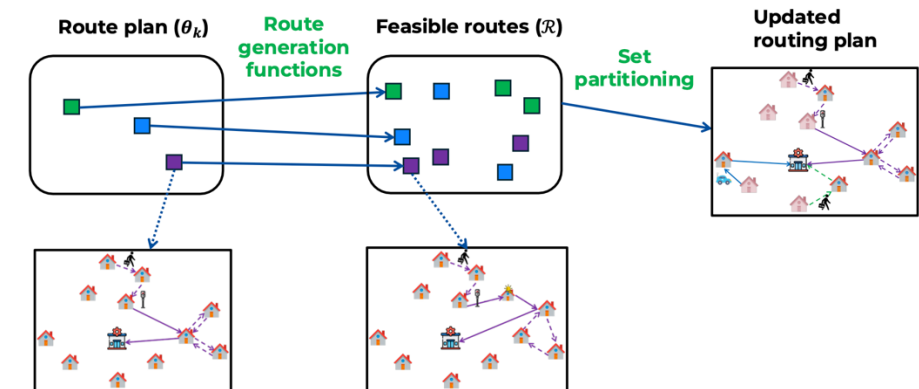 Route plan (θₖ)
Route
generation
functions
Feasible routes (ℛ)
Set
partitioning
Updated
routing plan